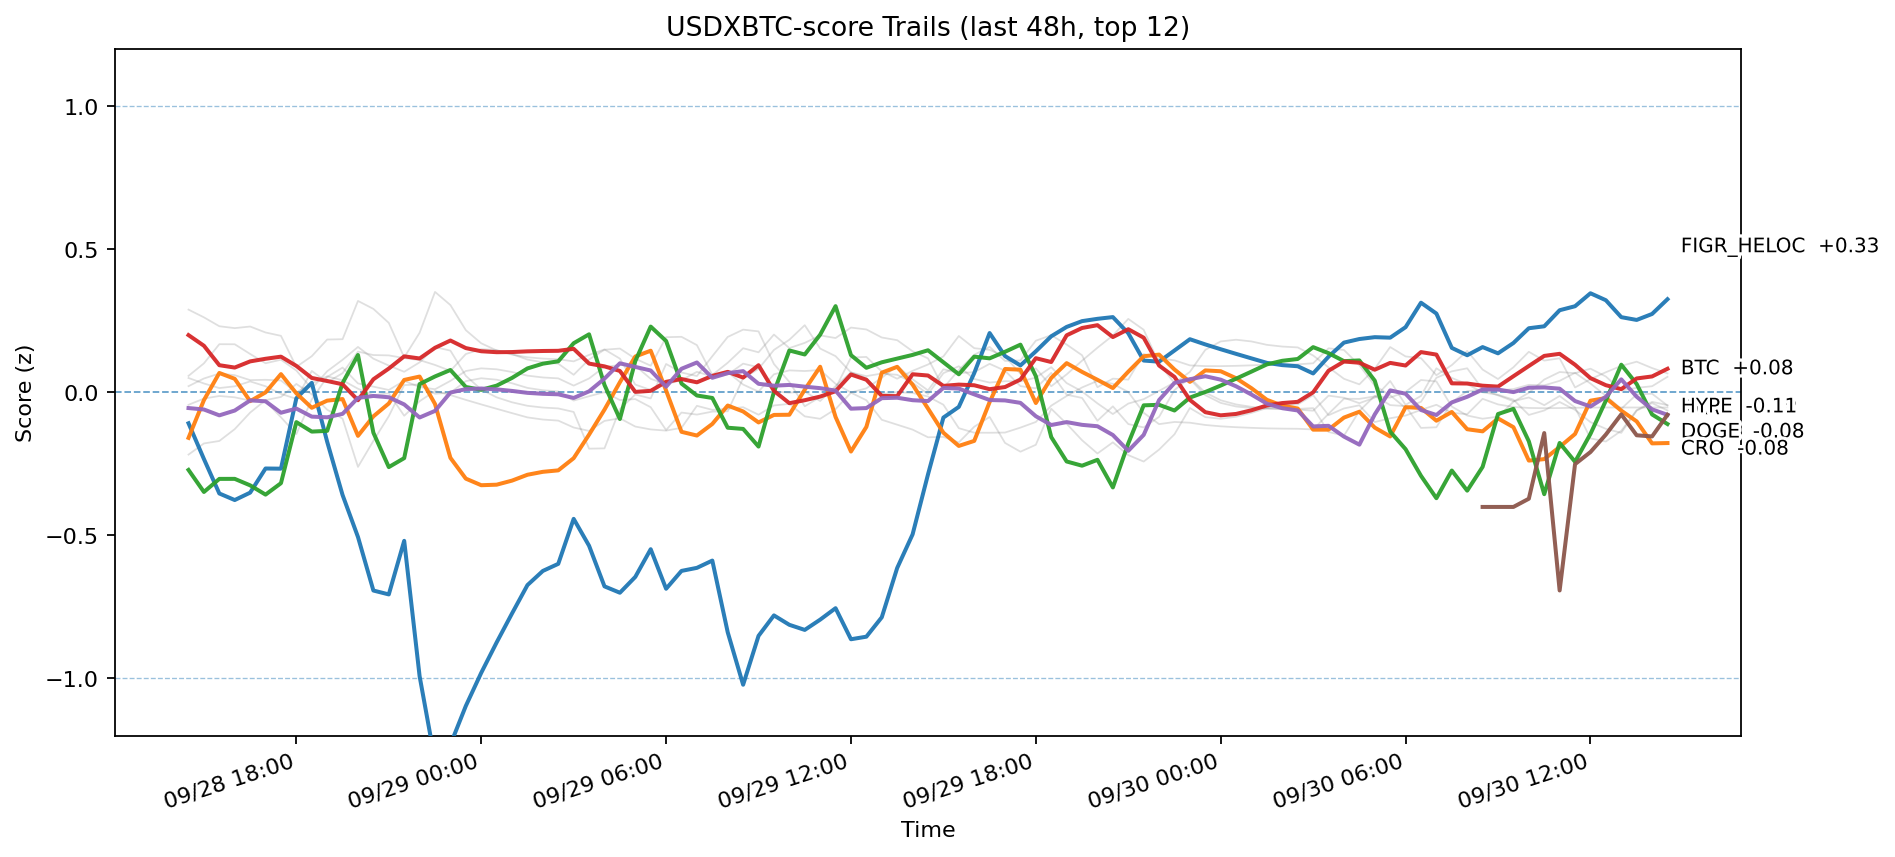 USDXBTC-score Trails (last 48h, top 12)
Score (z)
1.0
0.5
0.0
−0.5
−1.0
FIGR_HELOC +0.33
BTC +0.08
HYPE -0.11
DOGE -0.08
CRO -0.08
09/28 18:00
09/29 00:00
09/29 06:00
09/29 12:00
09/29 18:00
09/30 00:00
09/30 06:00
09/30 12:00
Time